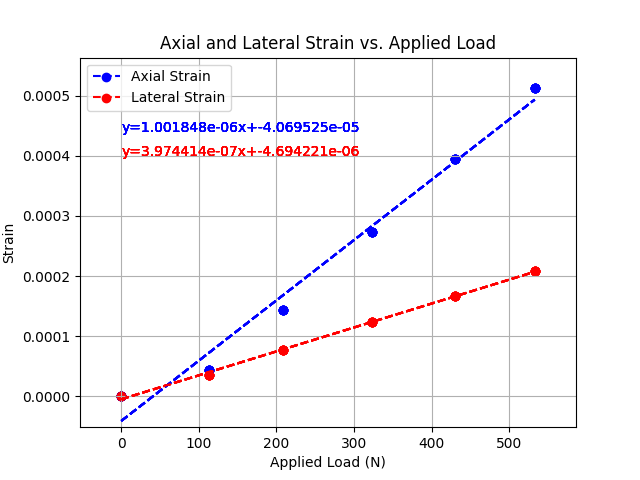 Axial and Lateral Strain vs. Applied Load
Axial Strain
Lateral Strain
y=1.001848e-06x+-4.069525e-05
y=3.974414e-07x+-4.694221e-06
Strain
0.0005
0.0004
0.0003
0.0002
0.0001
0.0000
0 100 200 300 400 500
Applied Load (N)